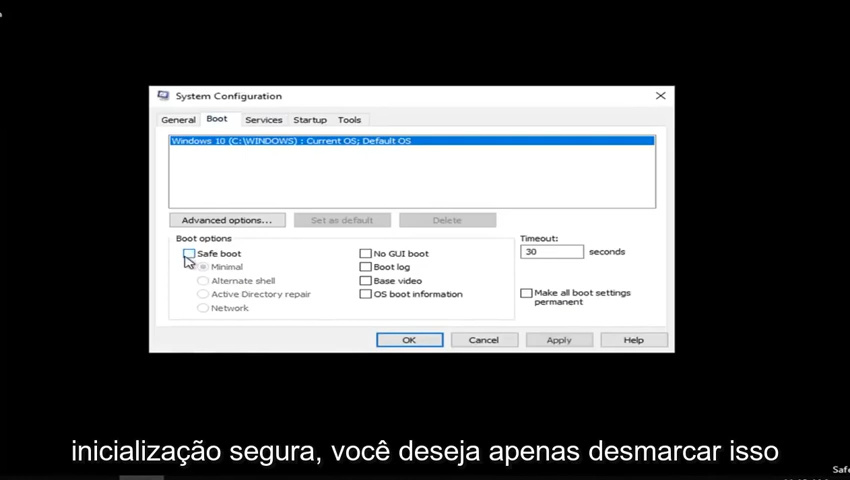 System Configuration
General Boot Services Startup Tools
Windows 10 (C:\WINDOWS) : Current OS; Default OS
Advanced options... Set as default Delete
Boot options
Timeout:
Safe boot No GUI boot 30 seconds
Minimal Boot log
Alternate shell Base video
Active Directory repair OS boot information Make all boot settings
permanent
Network
OK Cancel Apply Help
inicialização segura, você deseja apenas desmarcar isso
Safe